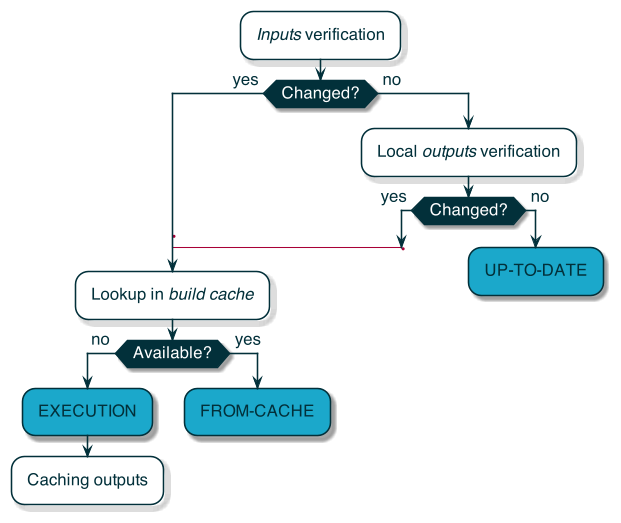 Inputs verification
yes
Changed?
no
Local outputs verification
yes
Changed?
no
UP-TO-DATE
Lookup in build cache
no
Available?
yes
EXECUTION
FROM-CACHE
Caching outputs